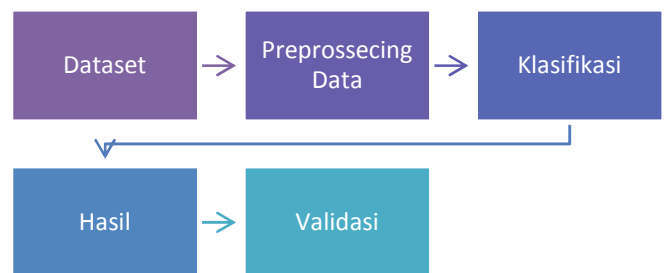 Dataset
Preprossecing
Data
Klasifikasi
Hasil
Validasi